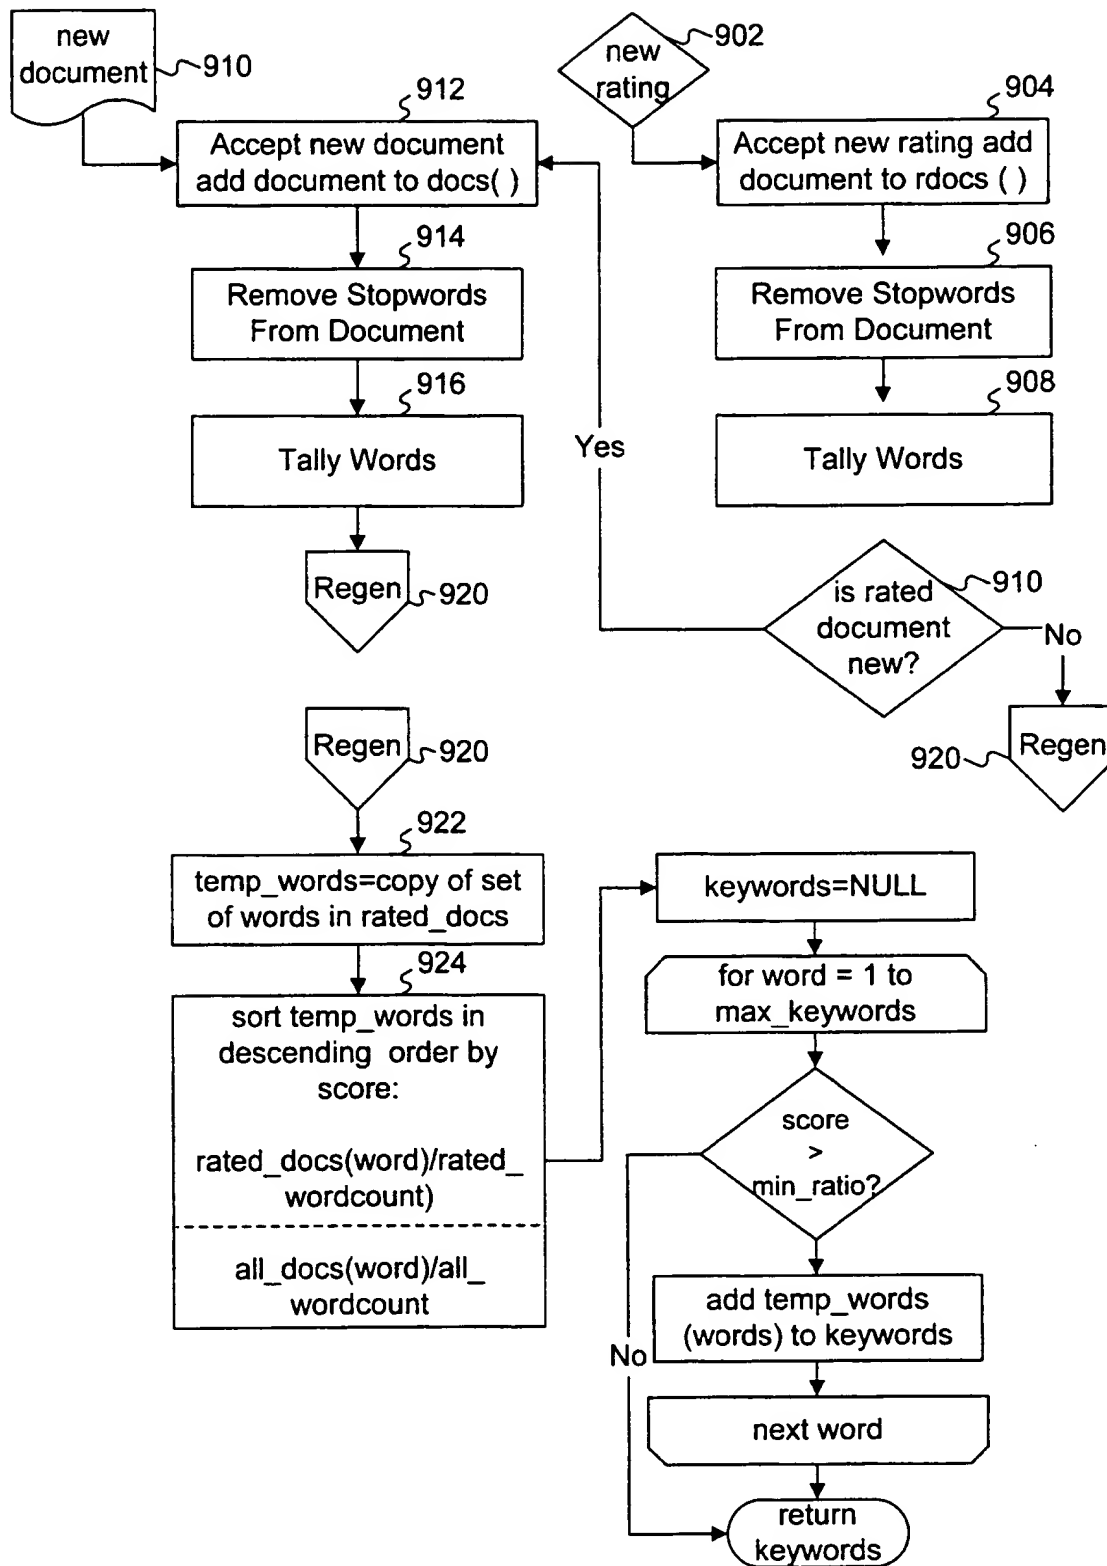 new
document
910
912
Accept new document
add document to docs( )
914
Remove Stopwords
From Document
916
Tally Words
Regen
920
new
rating
902
904
Accept new rating add
document to rdocs ( )
906
Remove Stopwords
From Document
908
Tally Words
Yes
is rated
document
new?
910
No
920
Regen
Regen
920
922
temp_words=copy of set
of words in rated_docs
924
sort temp_words in
descending order by
score:
rated_docs(word)/rated_
wordcount)
all_docs(word)/all_
wordcount
keywords=NULL
for word = 1 to
max_keywords
score
>
min_ratio?
No
add temp_words
(words) to keywords
next word
return
keywords